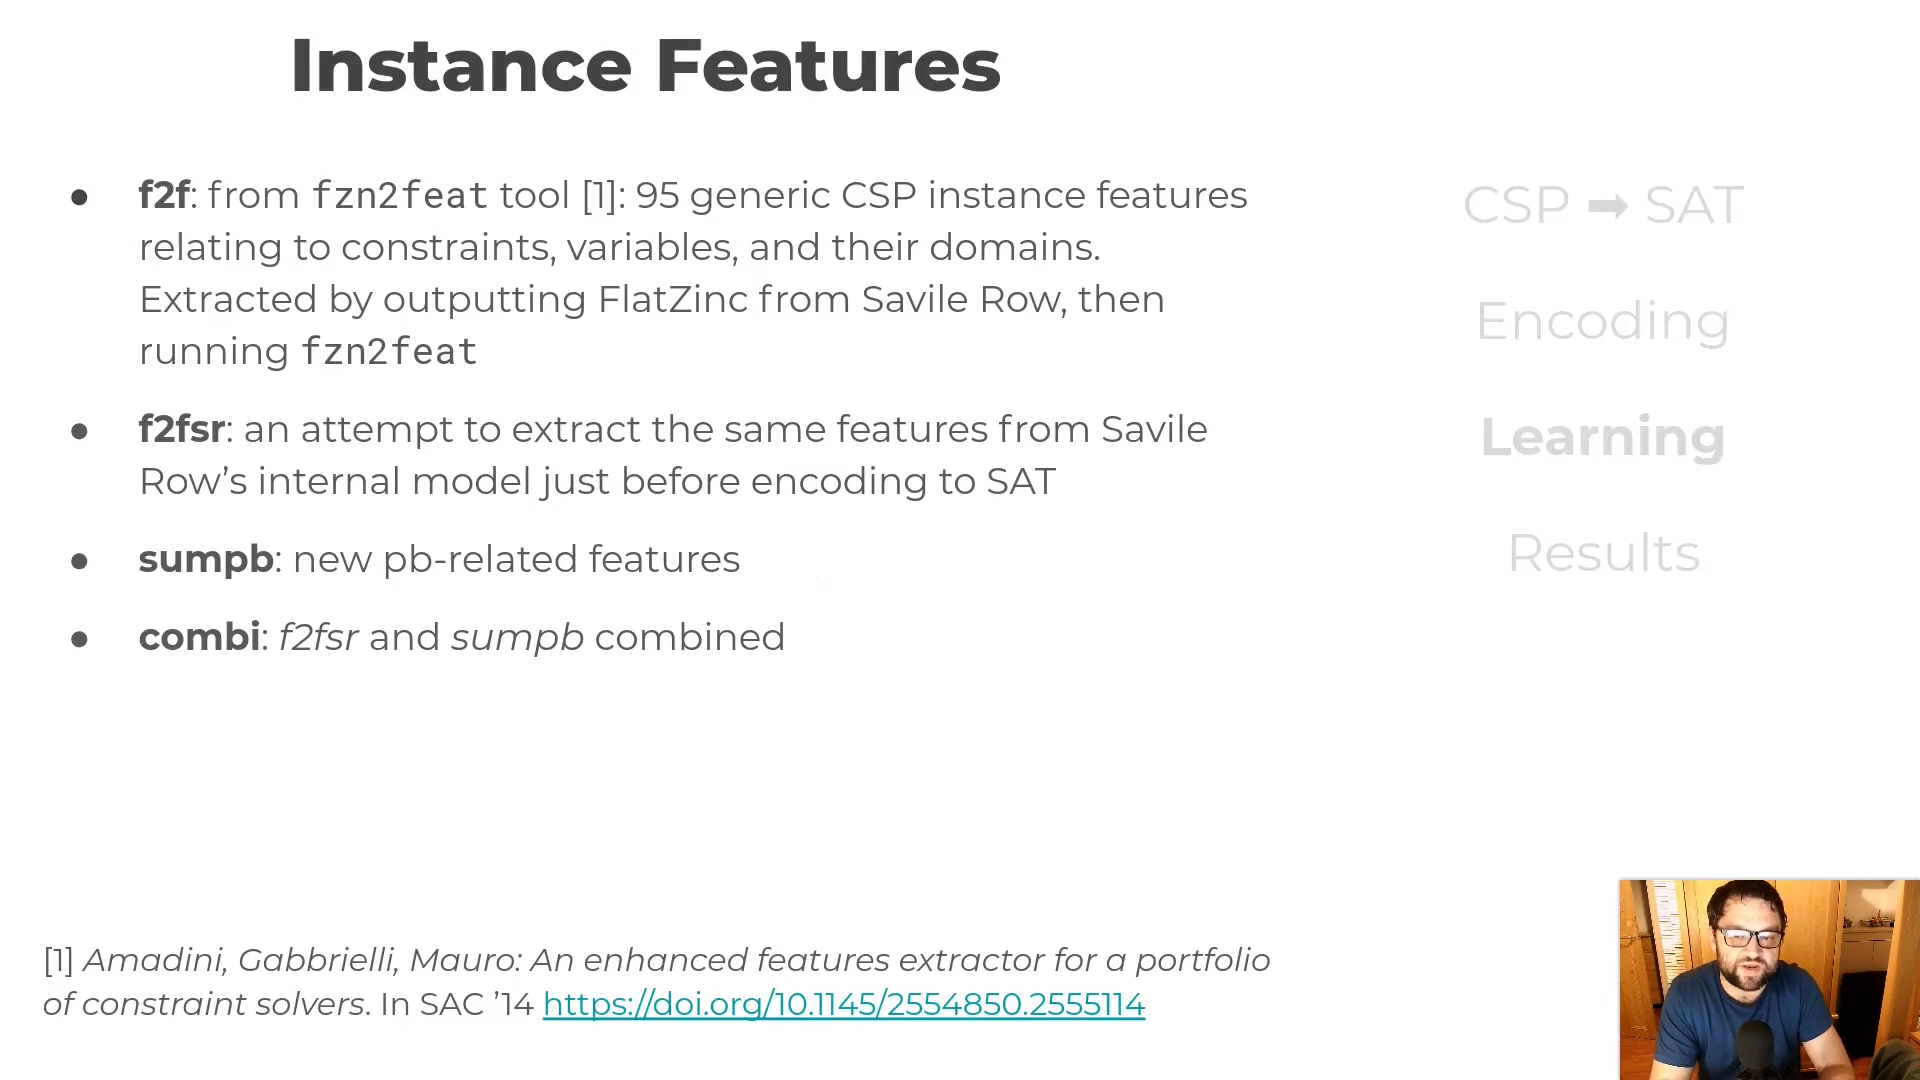 Instance Features
● f2f: from fzn2feat tool [1]: 95 generic CSP instance features
relating to constraints, variables, and their domains.
Extracted by outputting FlatZinc from Savile Row, then
running fzn2feat
● f2fsr: an attempt to extract the same features from Savile
Row’s internal model just before encoding to SAT
● sumpb: new pb-related features
● combi: f2fsr and sumpb combined
CSP ➡ SAT
Encoding
Learning
Results
[1] Amadini, Gabbrielli, Mauro: An enhanced features extractor for a portfolio
of constraint solvers. In SAC ’14 https://doi.org/10.1145/2554850.2555114